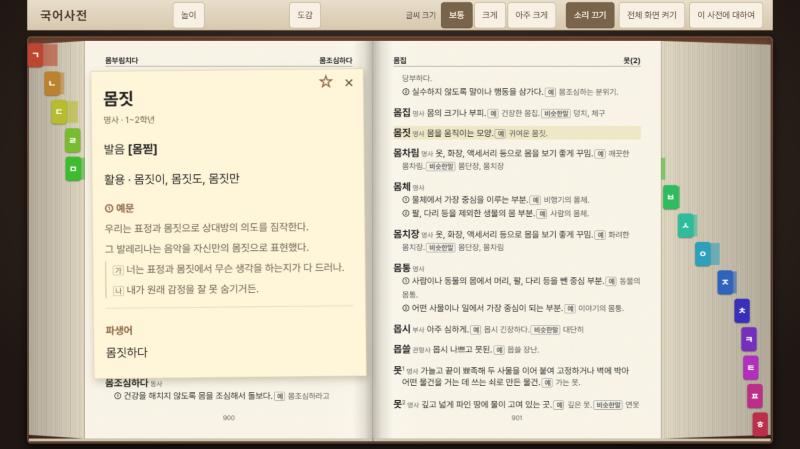 국어사전 놀이 도감 글씨 크기 보통 크게 아주 크게 소리 끄기 전체 화면 켜기 이 사전에 대하여
ㄱ
ㄴ
ㄷ
ㄹ
ㅁ
몸부림치다 몸조심하다
몸짓
명사 · 1~2학년
발음 [몸찓]
활용 · 몸짓이, 몸짓도, 몸짓만
① 예문
우리는 표정과 몸짓으로 상대방의 의도를 짐작한다.
그 발레리나는 음악을 자신만의 몸짓으로 표현했다.
가 너는 표정과 몸짓에서 무슨 생각을 하는지가 다 드러나.
나 내가 원래 감정을 잘 못 숨기거든.
파생어
몸짓하다
몸조심하다 동사
① 건강을 해치지 않도록 몸을 조심해서 돌보다. 예 몸조심하라고
900
몸집 못(2)
당부하다.
② 실수하지 않도록 말이나 행동을 삼가다. 예 몸조심하는 분위기.
몸집 명사 몸의 크기나 부피. 예 건장한 몸집. 비슷한말 덩치, 체구
몸짓 명사 몸을 움직이는 모양. 예 귀여운 몸짓.
몸차림 명사 옷, 화장, 액세서리 등으로 몸을 보기 좋게 꾸밈. 예 깨끗한
몸차림. 비슷한말 몸단장, 몸치장
몸체 명사
① 물체에서 가장 중심을 이루는 부분. 예 비행기의 몸체.
② 팔, 다리 등을 제외한 생물의 몸 부분. 예 사람의 몸체.
몸치장 명사 옷, 화장, 액세서리 등으로 몸을 보기 좋게 꾸밈. 예 화려한
몸치장. 비슷한말 몸단장, 몸차림
몸통 명사
① 사람이나 동물의 몸에서 머리, 팔, 다리 등을 뺀 중심 부분. 예 동물의
몸통.
② 어떤 사물이나 일에서 가장 중심이 되는 부분. 예 이야기의 몸통.
몹시 부사 아주 심하게. 예 몹시 긴장하다. 비슷한말 대단히
몹쓸 관형사 몹시 나쁘고 못된. 예 몹쓸 장난.
못¹ 명사 가늘고 끝이 뾰족해 두 사물을 이어 붙여 고정하거나 벽에 박아
어떤 물건을 거는 데 쓰는 쇠로 만든 물건. 예 가는 못.
못² 명사 깊고 넓게 파인 땅에 물이 고여 있는 곳. 예 깊은 못. 비슷한말 연못
901
ㅂ
ㅅ
ㅇ
ㅈ
ㅊ
ㅋ
ㅌ
ㅍ
ㅎ